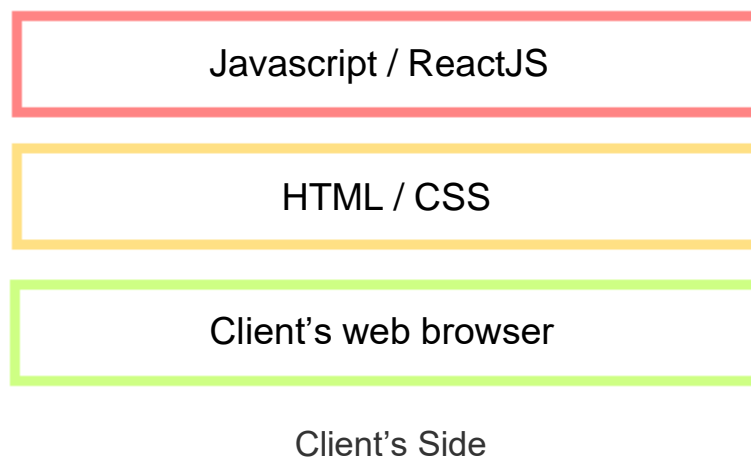 Javascript / ReactJS
HTML / CSS
Client’s web browser
Client’s Side